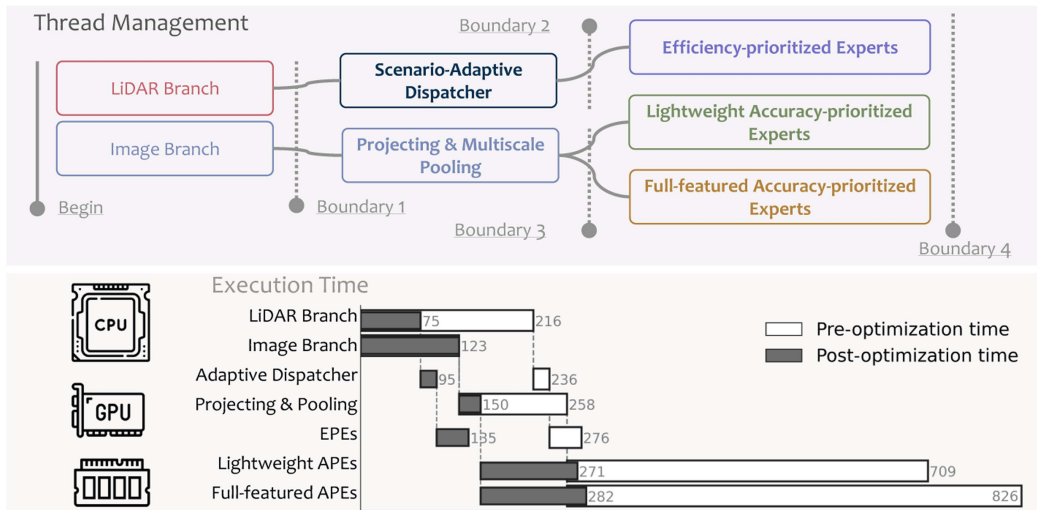 Thread Management
Boundary 2
Efficiency-prioritized Experts
LiDAR Branch
Scenario-Adaptive
Dispatcher
Lightweight Accuracy-prioritized
Experts
Image Branch
Projecting & Multiscale
Pooling
Full-featured Accuracy-prioritized
Experts
Begin
Boundary 1
Boundary 3
Boundary 4
Execution Time
CPU
GPU
LiDAR Branch 75 216
Image Branch 123
Adaptive Dispatcher 95 236
Projecting & Pooling 150 258
EPEs 135 276
Lightweight APEs 271 709
Full-featured APEs 282 826
Pre-optimization time
Post-optimization time